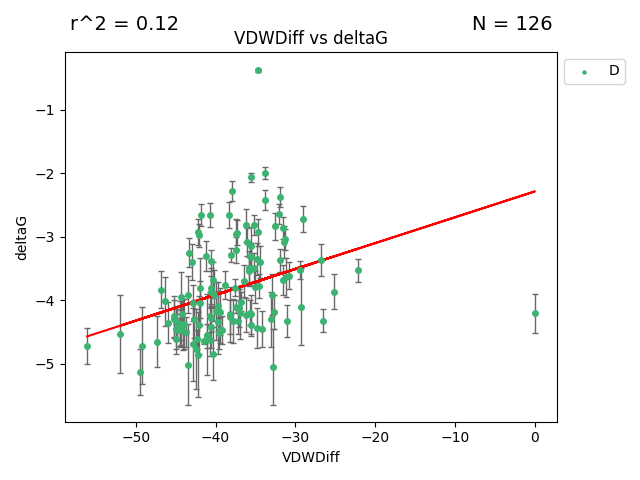 r^2 = 0.12
N = 126
VDWDiff vs deltaG
D
−1
−2
−3
−4
−5
deltaG
−50
−40
−30
−20
−10
0
VDWDiff